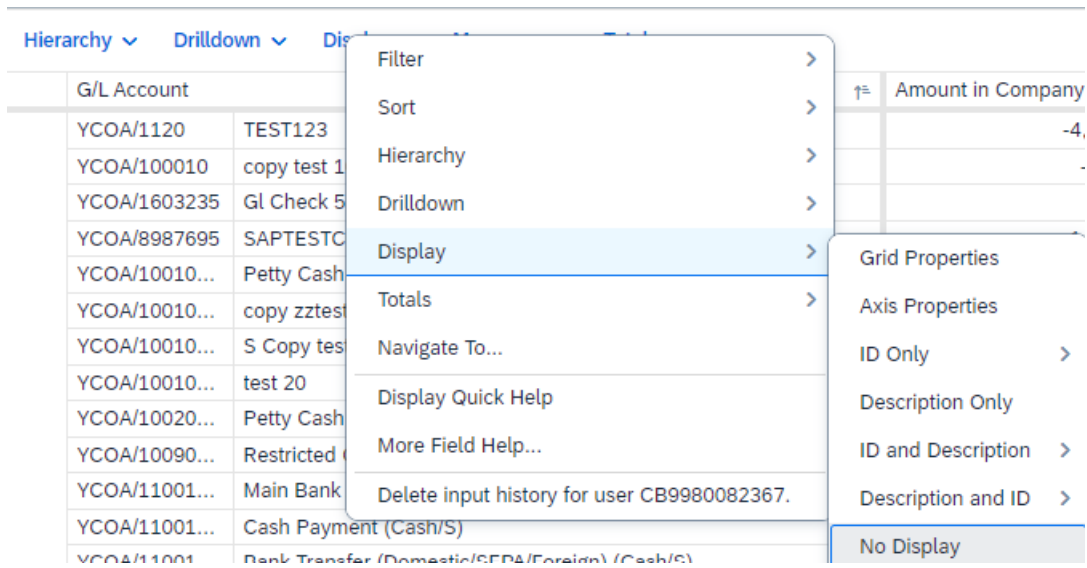 Hierarchy Drilldown
G/L Account Amount in Company
YCOA/1120 TEST123 -4,
YCOA/100010 copy test 1
YCOA/1603235 Gl Check 5
YCOA/8987695 SAPTESTC
YCOA/10010... Petty Cash
YCOA/10010... copy zztest
YCOA/10010... S Copy test
YCOA/10010... test 20
YCOA/10020... Petty Cash
YCOA/10090... Restricted
YCOA/11001... Main Bank
YCOA/11001... Cash Payment (Cash/S)
YCOA/11001... Bank Transfer (Domestic/SEPA/Foreign) (Cash/S)
Filter
Sort
Hierarchy
Drilldown
Display
Totals
Navigate To...
Display Quick Help
More Field Help...
Delete input history for user CB9980082367.
Grid Properties
Axis Properties
ID Only
Description Only
ID and Description
Description and ID
No Display